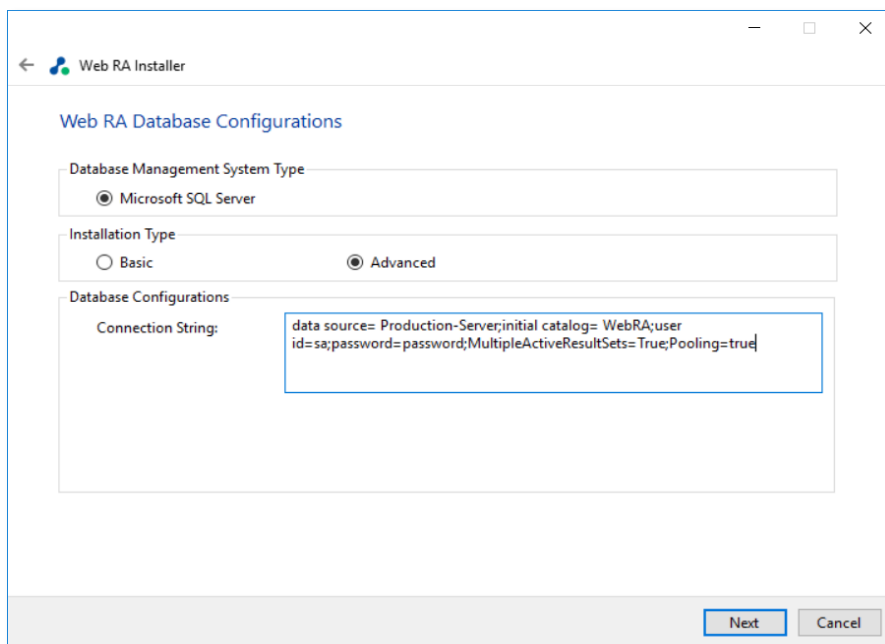 Web RA Installer
Web RA Database Configurations
Database Management System Type
Microsoft SQL Server
Installation Type
Basic
Advanced
Database Configurations
Connection String:
data source= Production-Server;initial catalog= WebRA;user
id=sa;password=password;MultipleActiveResultSets=True;Pooling=true
Next
Cancel